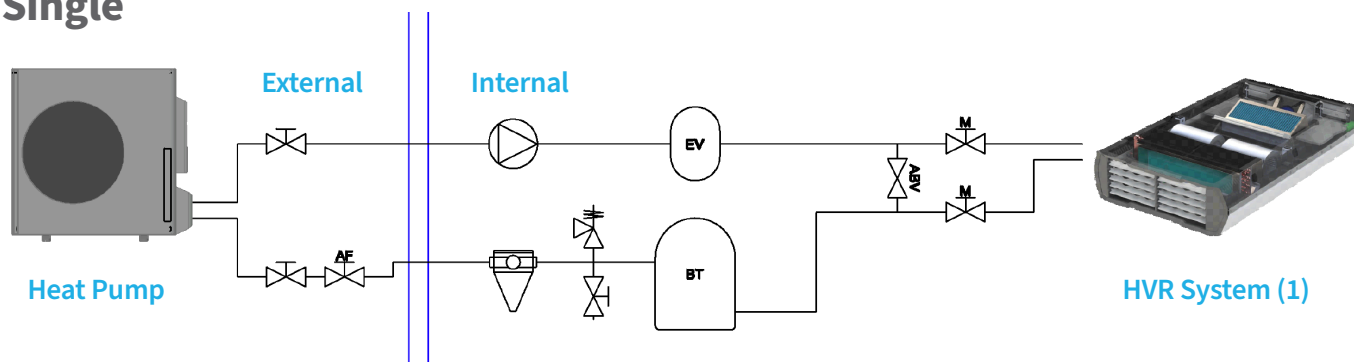 Single
External
Internal
EV
M
ABV
M
AF
BT
Heat Pump
HVR System (1)